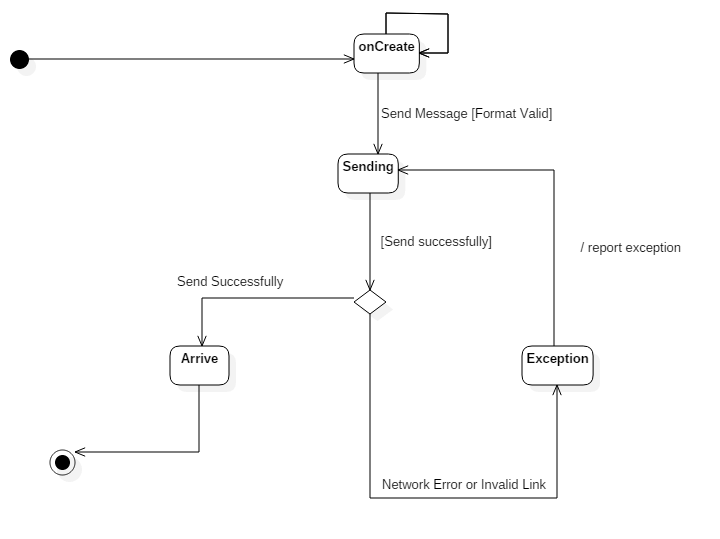 onCreate
Send Message [Format Valid]
Sending
[Send successfully]
/ report exception
Send Successfully
Arrive
Exception
Network Error or Invalid Link